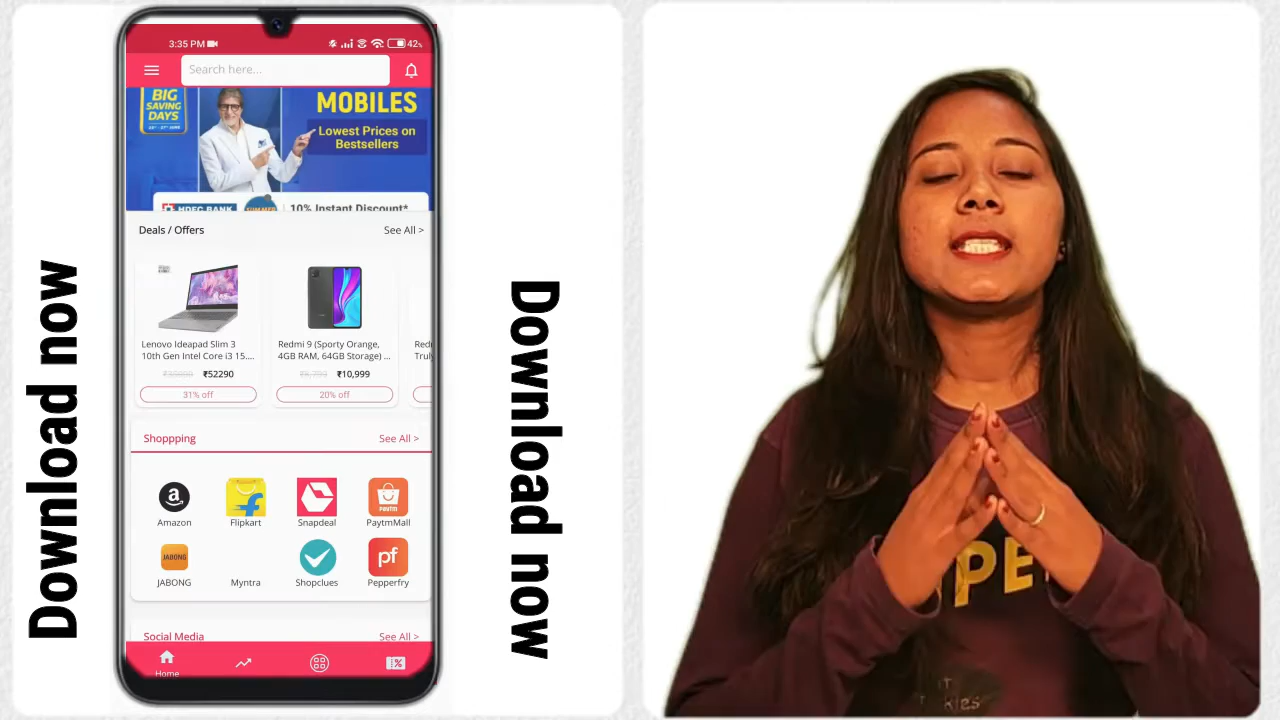 Download now
3:35 PM
42%
Search here...
BIG
SAVING
DAYS
MOBILES
Lowest Prices on
Bestsellers
HDFC BANK
SUMMER
10% Instant Discount*
Deals / Offers
See All >
Lenovo Ideapad Slim 3
10th Gen Intel Core i3 15....
₹52290
31% off
Redmi 9 (Sporty Orange,
4GB RAM, 64GB Storage) ...
₹10,999
20% off
Shoppping
See All >
Amazon
Flipkart
Snapdeal
Paytm
PaytmMall
JABONG
JABONG
Myntra
Shopclues
pf
Pepperfry
Social Media
See All >
Home
Download now